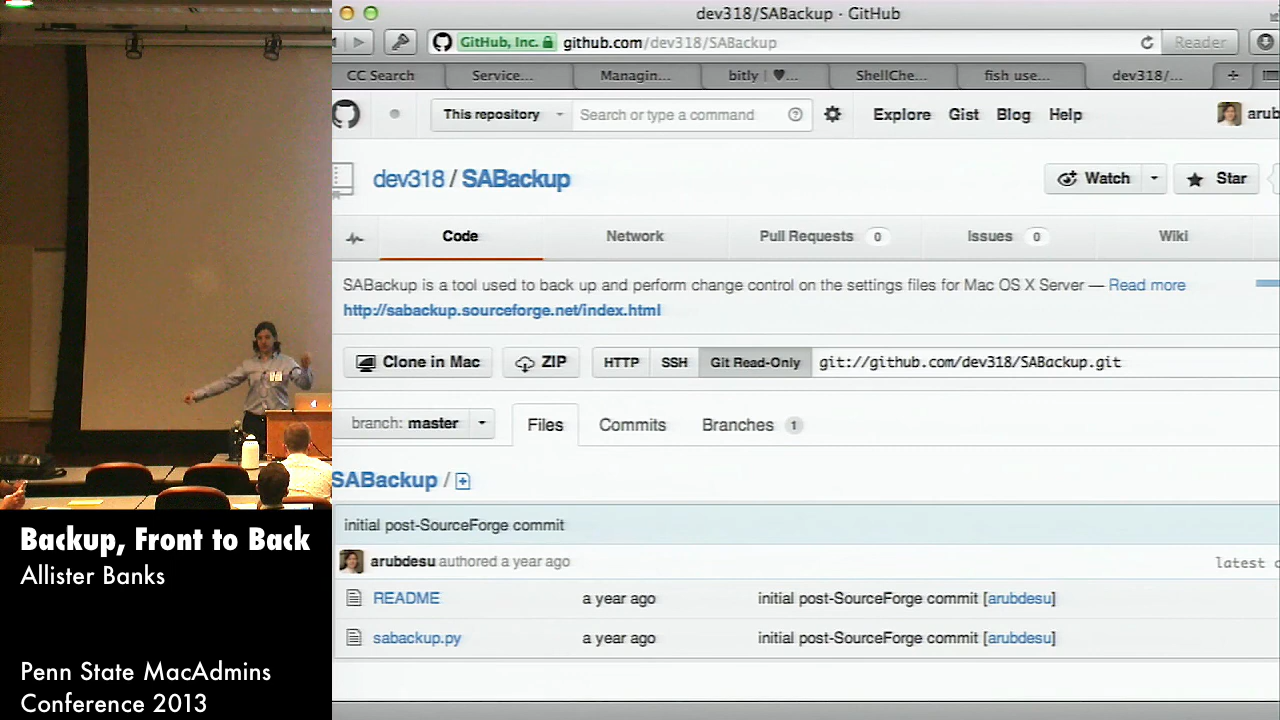 dev318/SABackup · GitHub
GitHub, Inc. github.com/dev318/SABackup
Reader
CC Search Service... Managin... bitly | ♥... ShellChe... fish use... dev318/... +
This repository Search or type a command Explore Gist Blog Help
dev318 / SABackup Watch Star
Code Network Pull Requests 0 Issues 0 Wiki
SABackup is a tool used to back up and perform change control on the settings files for Mac OS X Server — Read more
http://sabackup.sourceforge.net/index.html
Clone in Mac ZIP HTTP SSH Git Read-Only git://github.com/dev318/SABackup.git
branch: master Files Commits Branches 1
SABackup /
initial post-SourceForge commit
arubdesu authored a year ago latest
README a year ago initial post-SourceForge commit [arubdesu]
sabackup.py a year ago initial post-SourceForge commit [arubdesu]
Backup, Front to Back
Allister Banks
Penn State MacAdmins
Conference 2013